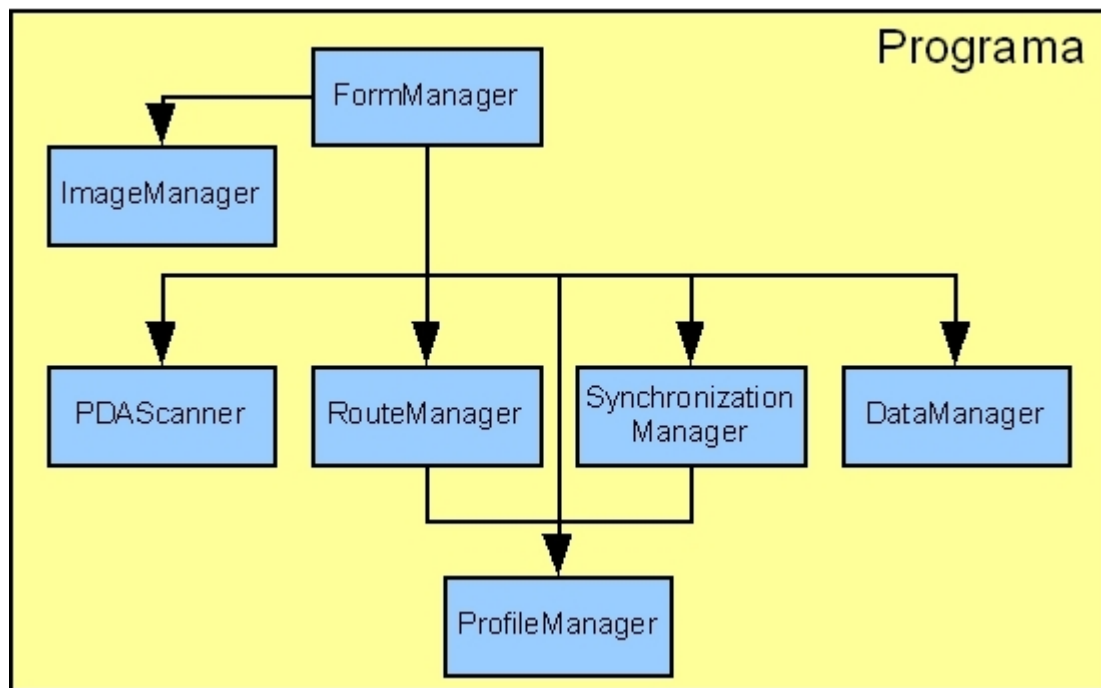 Programa
FormManager
ImageManager
PDAScanner
RouteManager
Synchronization
Manager
DataManager
ProfileManager